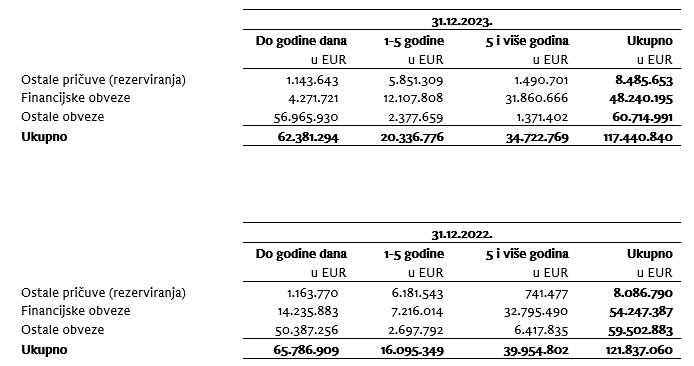 31.12.2023.
Do godine dana 1-5 godine 5 i više godina Ukupno
u EUR u EUR u EUR u EUR
Ostale pričuve (rezerviranja) 1.143.643 5.851.309 1.490.701 8.485.653
Financijske obveze 4.271.721 12.107.808 31.860.666 48.240.195
Ostale obveze 56.965.930 2.377.659 1.371.402 60.714.991
Ukupno 62.381.294 20.336.776 34.722.769 117.440.840
31.12.2022.
Do godine dana 1-5 godine 5 i više godina Ukupno
u EUR u EUR u EUR u EUR
Ostale pričuve (rezerviranja) 1.163.770 6.181.543 741.477 8.086.790
Financijske obveze 14.235.883 7.216.014 32.795.490 54.247.387
Ostale obveze 50.387.256 2.697.792 6.417.835 59.502.883
Ukupno 65.786.909 16.095.349 39.954.802 121.837.060